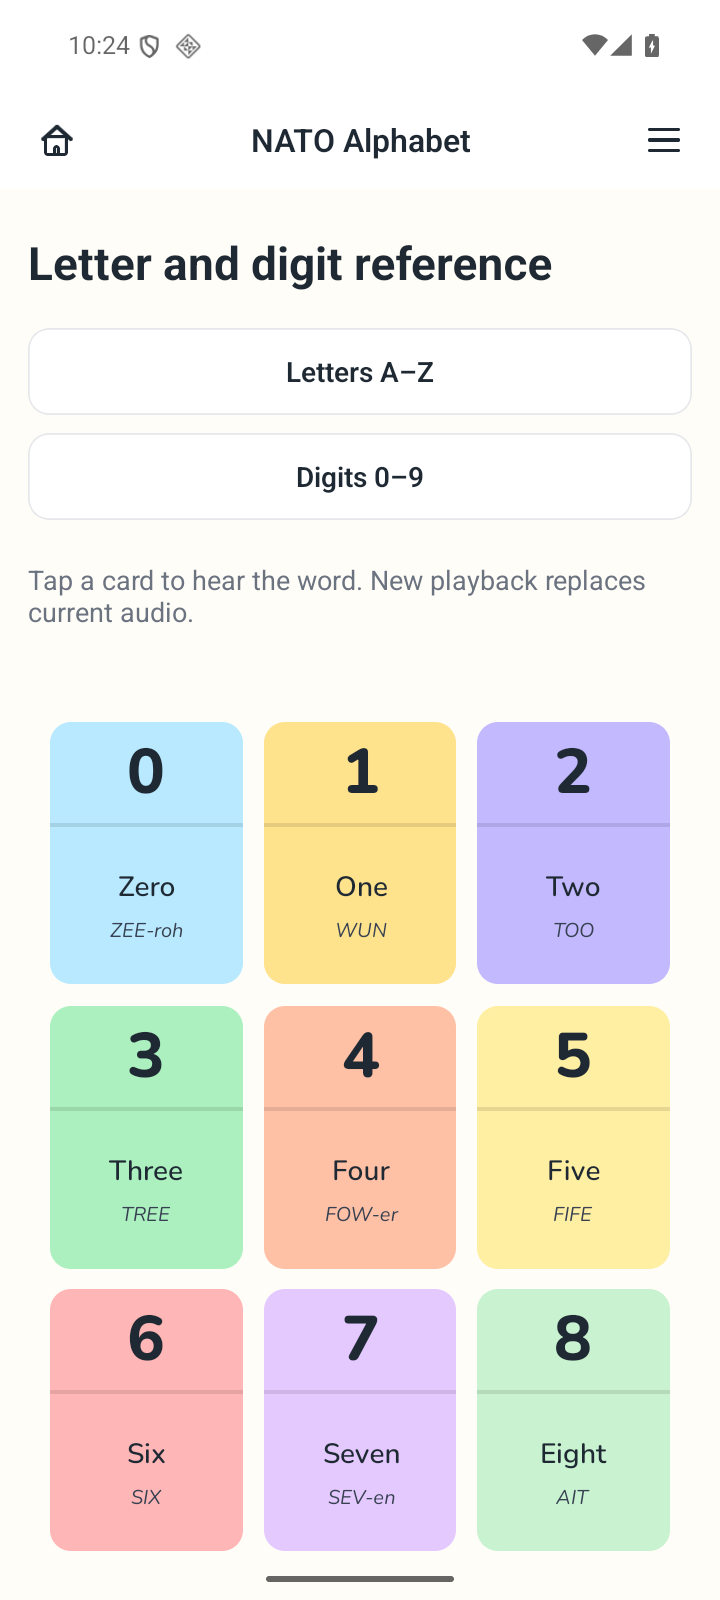 10:24
NATO Alphabet
Letter and digit reference
Letters A–Z
Digits 0–9
Tap a card to hear the word. New playback replaces
current audio.
0
Zero
ZEE-roh
1
One
WUN
2
Two
TOO
3
Three
TREE
4
Four
FOW-er
5
Five
FIFE
6
Six
SIX
7
Seven
SEV-en
8
Eight
AIT